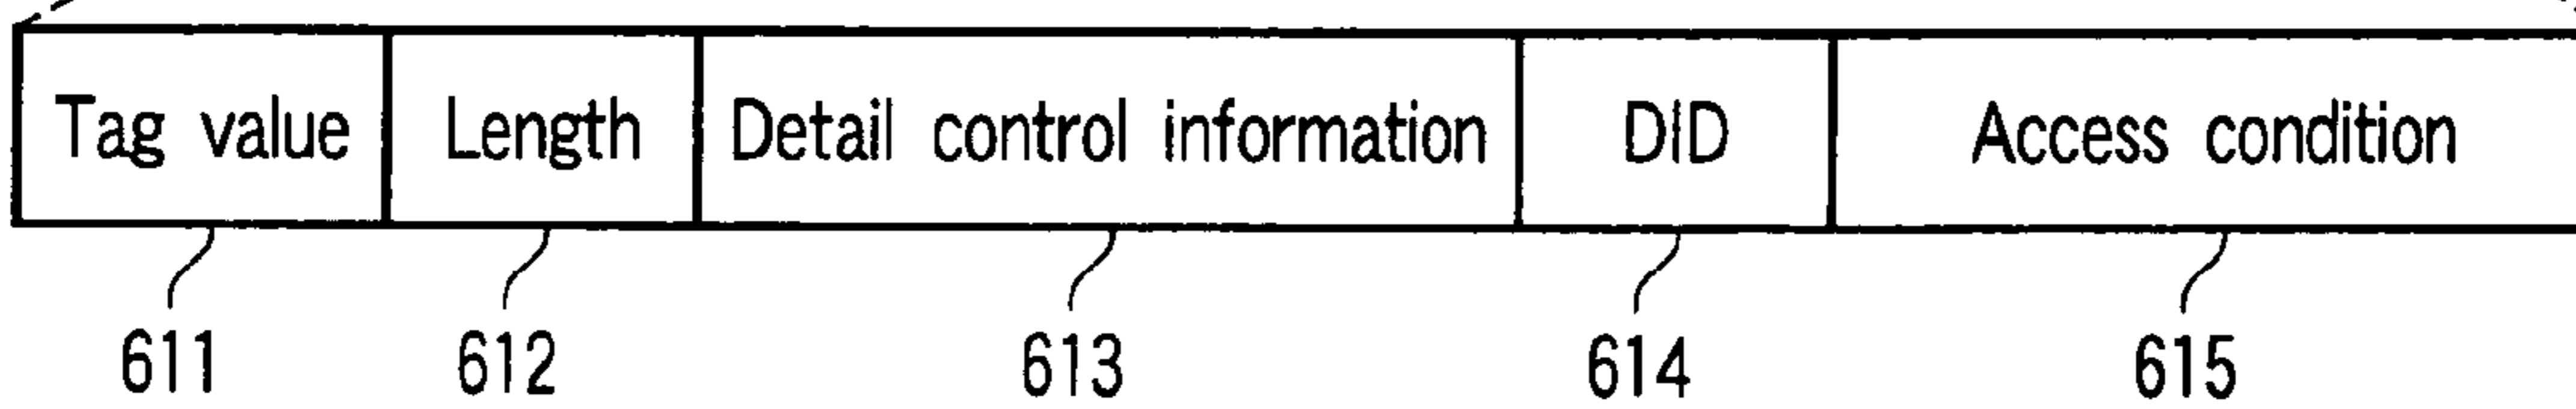 Tag value Length Detail control information DID Access condition
611 612 613 614 615